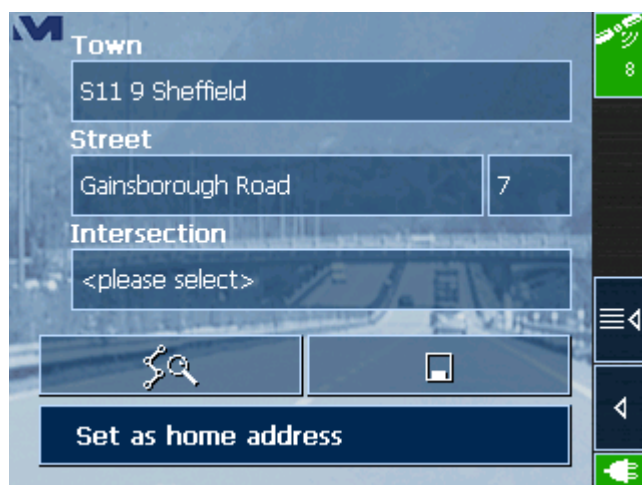 Town
S11 9 Sheffield
8
Street
Gainsborough Road
7
Intersection
<please select>
Set as home address